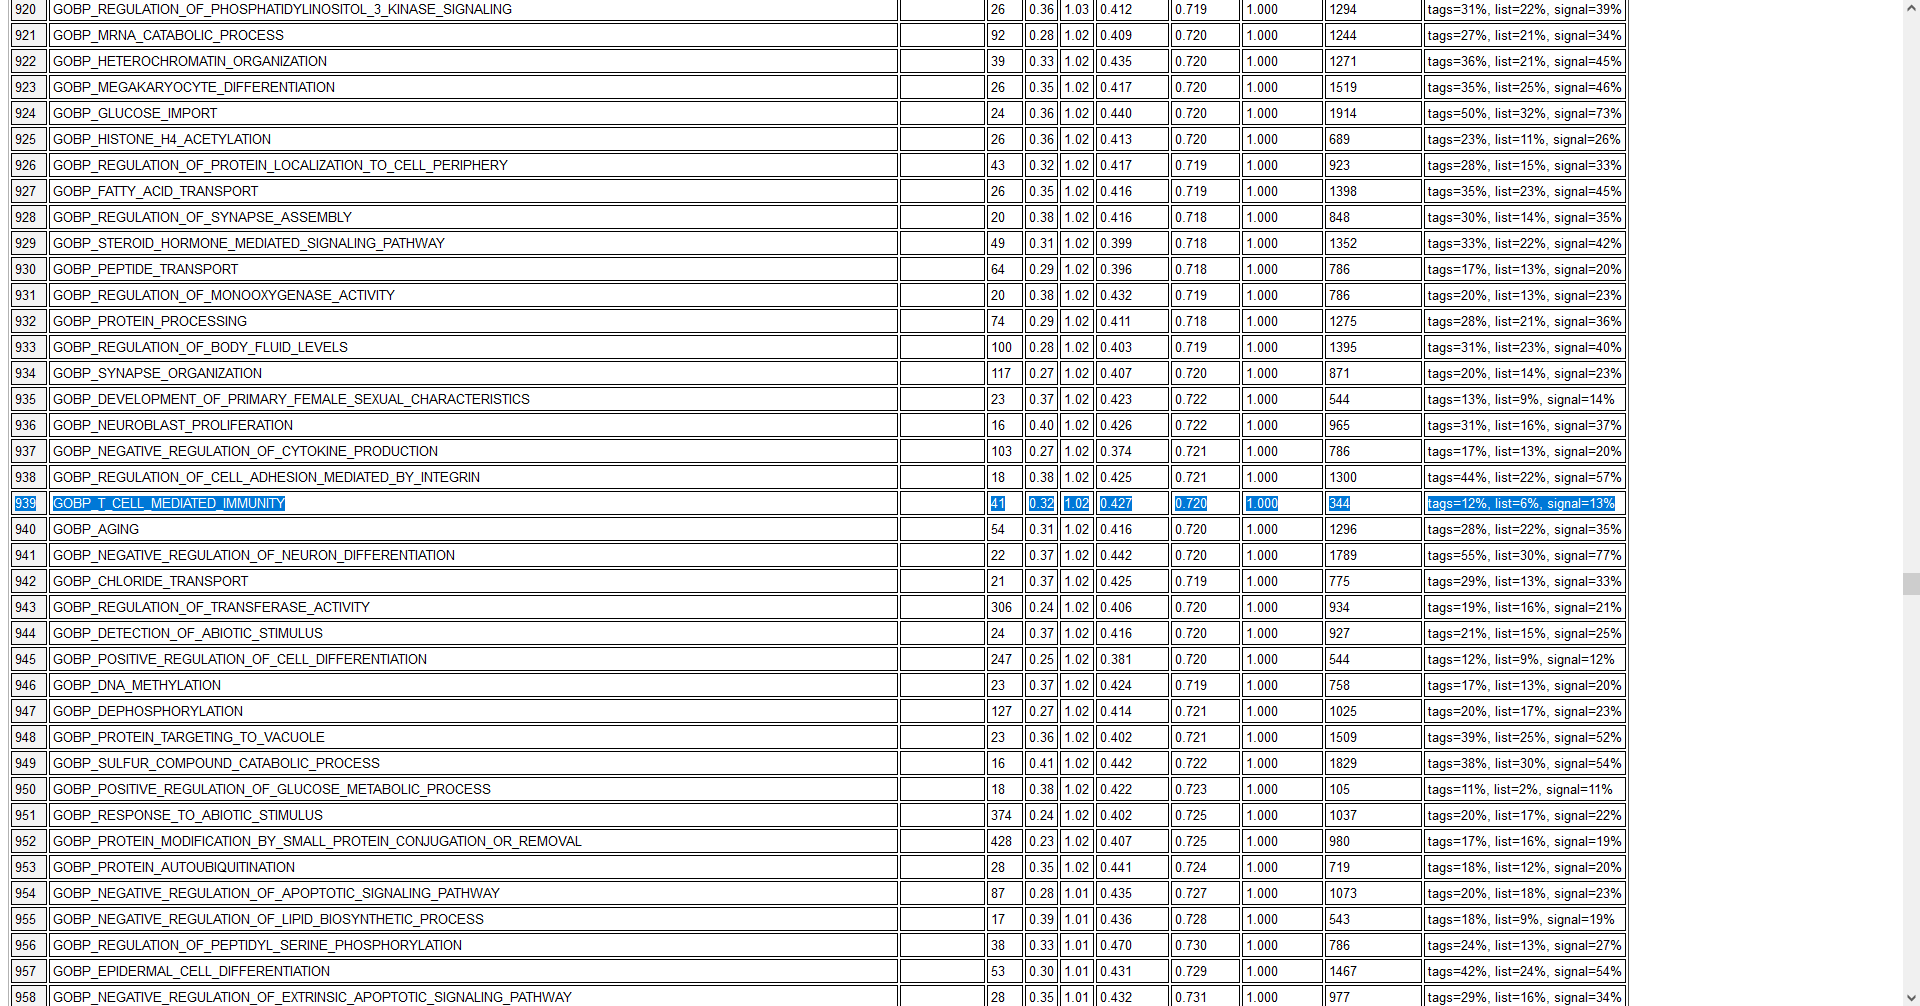 920 GOBP_REGULATION_OF_PHOSPHATIDYLINOSITOL_3_KINASE_SIGNALING 26 0.36 1.03 0.412 0.719 1.000 1294 tags=31%, list=22%, signal=39%
921 GOBP_MRNA_CATABOLIC_PROCESS 92 0.28 1.02 0.409 0.720 1.000 1244 tags=27%, list=21%, signal=34%
922 GOBP_HETEROCHROMATIN_ORGANIZATION 39 0.33 1.02 0.435 0.720 1.000 1271 tags=36%, list=21%, signal=45%
923 GOBP_MEGAKARYOCYTE_DIFFERENTIATION 26 0.35 1.02 0.417 0.720 1.000 1519 tags=35%, list=25%, signal=46%
924 GOBP_GLUCOSE_IMPORT 24 0.36 1.02 0.440 0.720 1.000 1914 tags=50%, list=32%, signal=73%
925 GOBP_HISTONE_H4_ACETYLATION 26 0.36 1.02 0.413 0.720 1.000 689 tags=23%, list=11%, signal=26%
926 GOBP_REGULATION_OF_PROTEIN_LOCALIZATION_TO_CELL_PERIPHERY 43 0.32 1.02 0.417 0.719 1.000 923 tags=28%, list=15%, signal=33%
927 GOBP_FATTY_ACID_TRANSPORT 26 0.35 1.02 0.416 0.719 1.000 1398 tags=35%, list=23%, signal=45%
928 GOBP_REGULATION_OF_SYNAPSE_ASSEMBLY 20 0.38 1.02 0.416 0.718 1.000 848 tags=30%, list=14%, signal=35%
929 GOBP_STEROID_HORMONE_MEDIATED_SIGNALING_PATHWAY 49 0.31 1.02 0.399 0.718 1.000 1352 tags=33%, list=22%, signal=42%
930 GOBP_PEPTIDE_TRANSPORT 64 0.29 1.02 0.396 0.718 1.000 786 tags=17%, list=13%, signal=20%
931 GOBP_REGULATION_OF_MONOOXYGENASE_ACTIVITY 20 0.38 1.02 0.432 0.719 1.000 786 tags=20%, list=13%, signal=23%
932 GOBP_PROTEIN_PROCESSING 74 0.29 1.02 0.411 0.718 1.000 1275 tags=28%, list=21%, signal=36%
933 GOBP_REGULATION_OF_BODY_FLUID_LEVELS 100 0.28 1.02 0.403 0.719 1.000 1395 tags=31%, list=23%, signal=40%
934 GOBP_SYNAPSE_ORGANIZATION 117 0.27 1.02 0.407 0.720 1.000 871 tags=20%, list=14%, signal=23%
935 GOBP_DEVELOPMENT_OF_PRIMARY_FEMALE_SEXUAL_CHARACTERISTICS 23 0.37 1.02 0.423 0.722 1.000 544 tags=13%, list=9%, signal=14%
936 GOBP_NEUROBLAST_PROLIFERATION 16 0.40 1.02 0.426 0.722 1.000 965 tags=31%, list=16%, signal=37%
937 GOBP_NEGATIVE_REGULATION_OF_CYTOKINE_PRODUCTION 103 0.27 1.02 0.374 0.721 1.000 786 tags=17%, list=13%, signal=20%
938 GOBP_REGULATION_OF_CELL_ADHESION_MEDIATED_BY_INTEGRIN 18 0.38 1.02 0.425 0.721 1.000 1300 tags=44%, list=22%, signal=57%
939 GOBP_T_CELL_MEDIATED_IMMUNITY 41 0.32 1.02 0.427 0.720 1.000 344 tags=12%, list=6%, signal=13%
940 GOBP_AGING 54 0.31 1.02 0.416 0.720 1.000 1296 tags=28%, list=22%, signal=35%
941 GOBP_NEGATIVE_REGULATION_OF_NEURON_DIFFERENTIATION 22 0.37 1.02 0.442 0.720 1.000 1789 tags=55%, list=30%, signal=77%
942 GOBP_CHLORIDE_TRANSPORT 21 0.37 1.02 0.425 0.719 1.000 775 tags=29%, list=13%, signal=33%
943 GOBP_REGULATION_OF_TRANSFERASE_ACTIVITY 306 0.24 1.02 0.406 0.720 1.000 934 tags=19%, list=16%, signal=21%
944 GOBP_DETECTION_OF_ABIOTIC_STIMULUS 24 0.37 1.02 0.416 0.720 1.000 927 tags=21%, list=15%, signal=25%
945 GOBP_POSITIVE_REGULATION_OF_CELL_DIFFERENTIATION 247 0.25 1.02 0.381 0.720 1.000 544 tags=12%, list=9%, signal=12%
946 GOBP_DNA_METHYLATION 23 0.37 1.02 0.424 0.719 1.000 758 tags=17%, list=13%, signal=20%
947 GOBP_DEPHOSPHORYLATION 127 0.27 1.02 0.414 0.721 1.000 1025 tags=20%, list=17%, signal=23%
948 GOBP_PROTEIN_TARGETING_TO_VACUOLE 23 0.36 1.02 0.402 0.721 1.000 1509 tags=39%, list=25%, signal=52%
949 GOBP_SULFUR_COMPOUND_CATABOLIC_PROCESS 16 0.41 1.02 0.442 0.722 1.000 1829 tags=38%, list=30%, signal=54%
950 GOBP_POSITIVE_REGULATION_OF_GLUCOSE_METABOLIC_PROCESS 18 0.38 1.02 0.422 0.723 1.000 105 tags=11%, list=2%, signal=11%
951 GOBP_RESPONSE_TO_ABIOTIC_STIMULUS 374 0.24 1.02 0.402 0.725 1.000 1037 tags=20%, list=17%, signal=22%
952 GOBP_PROTEIN_MODIFICATION_BY_SMALL_PROTEIN_CONJUGATION_OR_REMOVAL 428 0.23 1.02 0.407 0.725 1.000 980 tags=17%, list=16%, signal=19%
953 GOBP_PROTEIN_AUTOUBIQUITINATION 28 0.35 1.02 0.441 0.724 1.000 719 tags=18%, list=12%, signal=20%
954 GOBP_NEGATIVE_REGULATION_OF_APOPTOTIC_SIGNALING_PATHWAY 87 0.28 1.01 0.435 0.727 1.000 1073 tags=20%, list=18%, signal=23%
955 GOBP_NEGATIVE_REGULATION_OF_LIPID_BIOSYNTHETIC_PROCESS 17 0.39 1.01 0.436 0.728 1.000 543 tags=18%, list=9%, signal=19%
956 GOBP_REGULATION_OF_PEPTIDYL_SERINE_PHOSPHORYLATION 38 0.33 1.01 0.470 0.730 1.000 786 tags=24%, list=13%, signal=27%
957 GOBP_EPIDERMAL_CELL_DIFFERENTIATION 53 0.30 1.01 0.431 0.729 1.000 1467 tags=42%, list=24%, signal=54%
958 GOBP_NEGATIVE_REGULATION_OF_EXTRINSIC_APOPTOTIC_SIGNALING_PATHWAY 28 0.35 1.01 0.432 0.731 1.000 977 tags=29%, list=16%, signal=34%